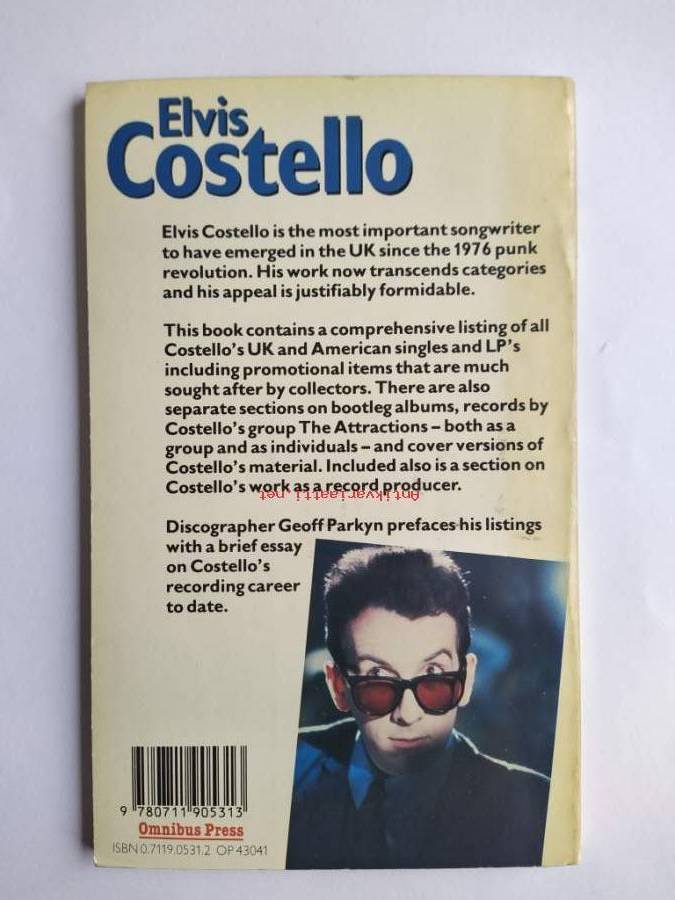 Elvis
Costello
Elvis Costello is the most important songwriter
to have emerged in the UK since the 1976 punk
revolution. His work now transcends categories
and his appeal is justifiably formidable.
This book contains a comprehensive listing of all
Costello's UK and American singles and LP's
including promotional items that are much
sought after by collectors. There are also
separate sections on bootleg albums, records by
Costello's group The Attractions – both as a
group and as individuals – and cover versions of
Costello's material. Included also is a section on
Costello's work as a record producer.
Antikvariaatti.net
Discographer Geoff Parkyn prefaces his listings
with a brief essay
on Costello's
recording career
to date.
9 780711 905313
Omnibus Press
ISBN 0.7119.0531.2 OP 43041